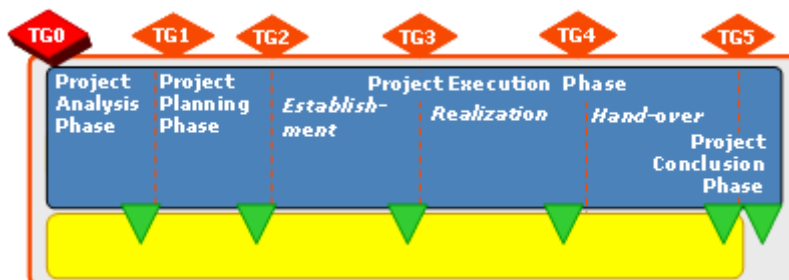 TG0 TG1 TG2 TG3 TG4 TG5
Project
Analysis
Phase
Project
Planning
Phase
Project Execution Phase
Establish-
ment
Realization
Hand-over
Project
Conclusion
Phase